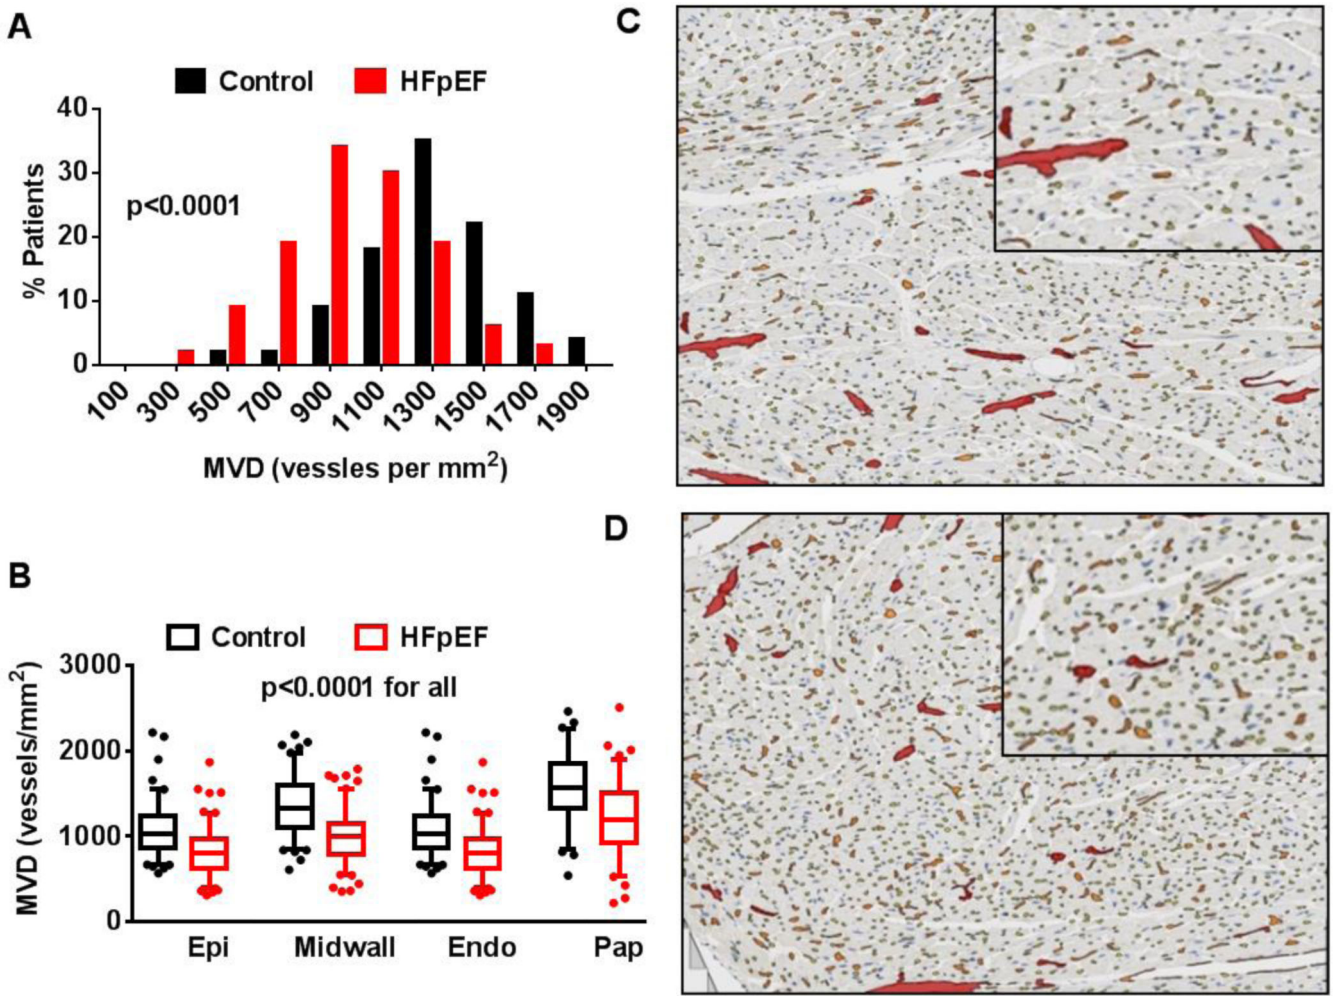 A
Control HFpEF
40
30
20
10
0
% Patients
p<0.0001
100 300 500 700 900 1100 1300 1500 1700 1900
MVD (vessles per mm²)
B
Control HFpEF
p<0.0001 for all
3000
2000
1000
0
MVD (vessels/mm²)
Epi Midwall Endo Pap
C
D